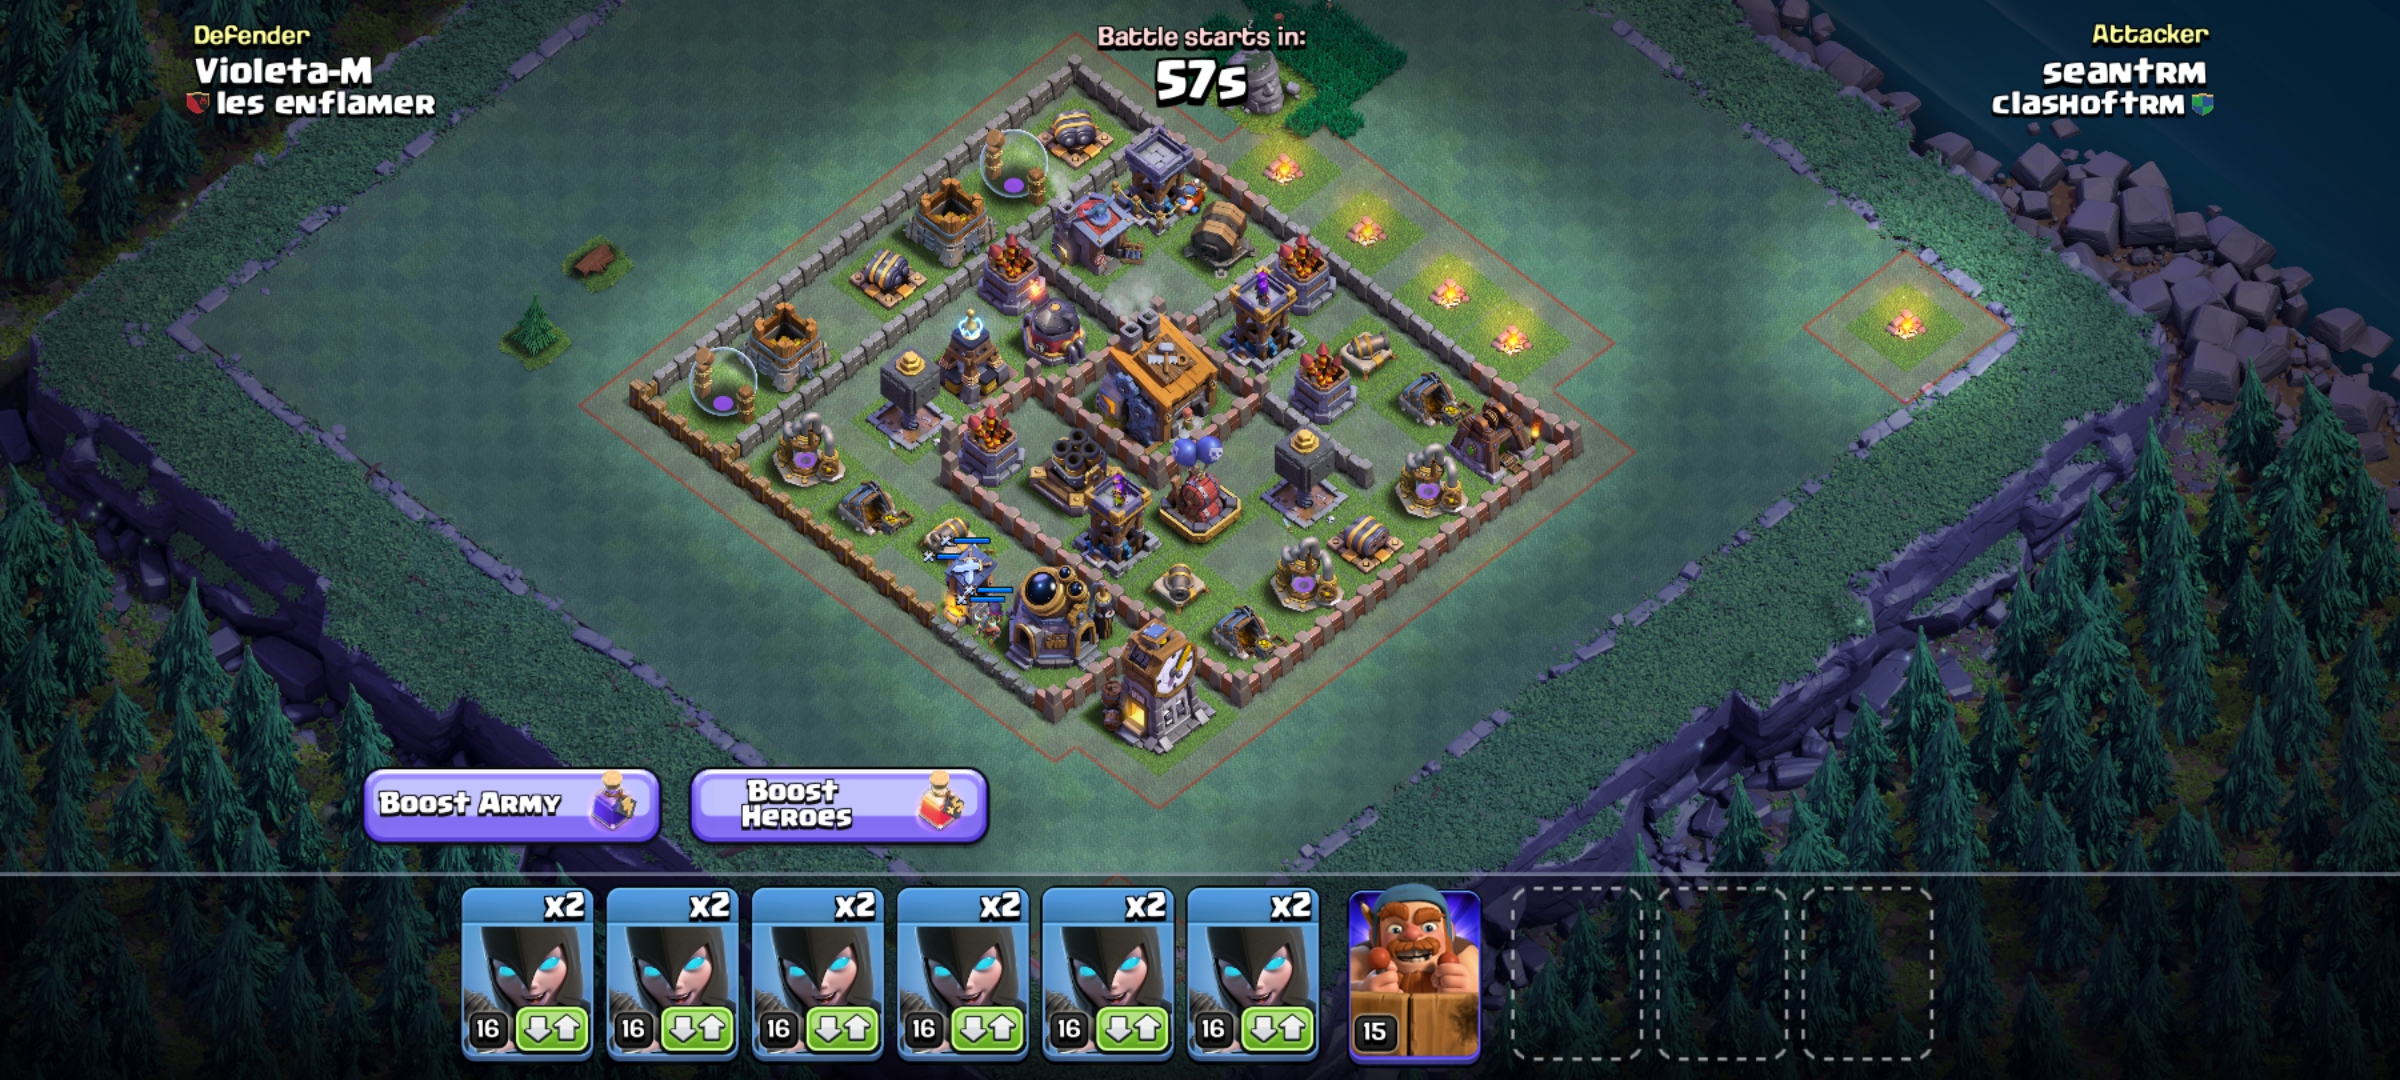 Defender
Violeta-M
les enflamer
Battle starts in:
57s
Attacker
seantRM
clashoftRM
Boost Army
Boost
Heroes
x2
x2
x2
x2
x2
x2
16
16
16
16
16
16
15